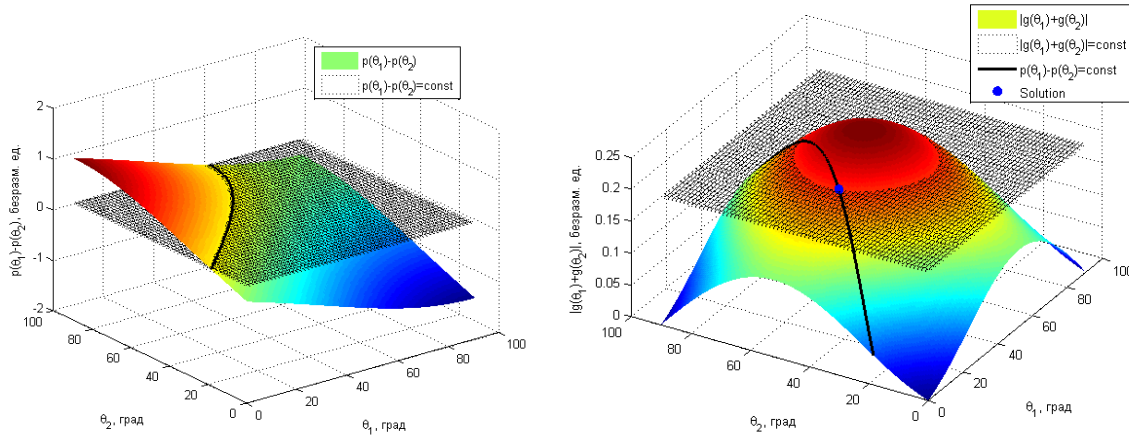 p(θ₁)-p(θ₂)
p(θ₁)-p(θ₂)=const
2
1
0
-1
-2
p(θ₁)-p(θ₂), безразм. ед.
100
80
60
40
20
0
θ₂, град
0
20
40
60
80
100
θ₁, град
|g(θ₁)+g(θ₂)|
|g(θ₁)+g(θ₂)|=const
p(θ₁)-p(θ₂)=const
Solution
0.25
0.2
0.15
0.1
0.05
0
|g(θ₁)+g(θ₂)|, безразм. ед.
100
80
60
40
20
0
θ₂, град
0
20
40
60
80
100
θ₁, град